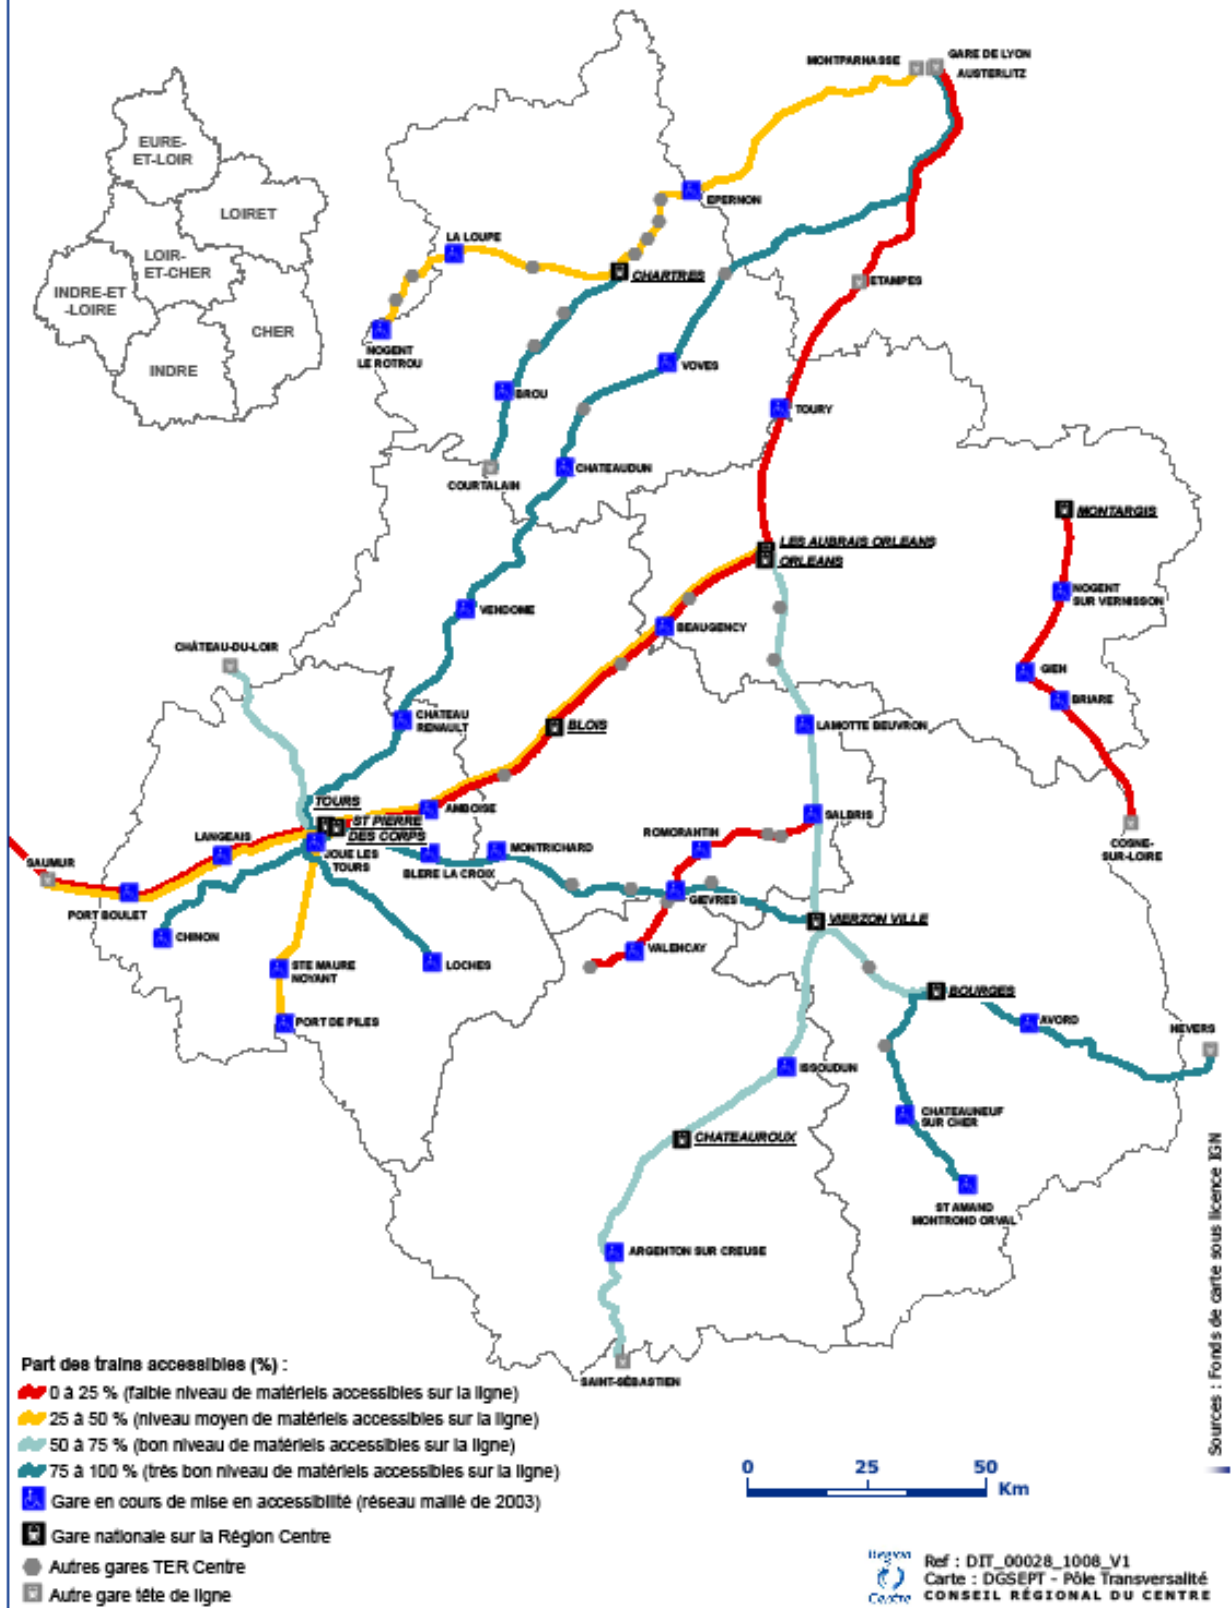 MONTPARNASSE
GARE DE LYON
AUSTERLITZ
EURE-
ET-LOIR
LOIRET
LOIR-
ET-CHER
INDRE-ET
-LOIRE
CHER
INDRE
EPERNON
LA LOUPE
CHARTRES
ETAMPES
NOGENT
LE ROTROU
VOVES
BROU
TOURY
CHATEAUDUN
COURTALAIN
MONTARGIS
LES AUBRAIS ORLEANS
ORLEANS
NOGENT
SUR VERNISSON
VENDOME
BEAUGENCY
CHÂTEAU-DU-LOIR
GIEN
BRIARE
CHATEAU
RENAULT
BLOIS
LAMOTTE BEUVRON
TOURS
AMBOISE
ST PIERRE
DES CORPS
SALBRIS
LANGEAIS
ROMORANTIN
COSNE-
SUR-LOIRE
SAUMUR
JOUE LES
TOURS
MONTRICHARD
BLERE LA CROIX
PORT BOULET
GIEVRES
VIERZON VILLE
CHINON
VALENCAY
STE MAURE
NOYANT
LOCHES
BOURGES
PORT DE PILES
AVORD
NEVERS
ISSOUDUN
CHATEAUNEUF
SUR CHER
CHATEAUROUX
ST AMAND
MONTROND ORVAL
ARGENTON SUR CREUSE
SAINT-SÉBASTIEN
Part des trains accessibles (%) :
0 à 25 % (faible niveau de matériels accessibles sur la ligne)
25 à 50 % (niveau moyen de matériels accessibles sur la ligne)
50 à 75 % (bon niveau de matériels accessibles sur la ligne)
75 à 100 % (très bon niveau de matériels accessibles sur la ligne)
Gare en cours de mise en accessibilité (réseau maillé de 2003)
Gare nationale sur la Région Centre
Autres gares TER Centre
Autre gare tête de ligne
0 25 50
Km
Sources : Fonds de carte sous licence IGN
Région
Centre
Ref : DIT_00028_1008_V1
Carte : DGSEPT - Pôle Transversalité
CONSEIL RÉGIONAL DU CENTRE